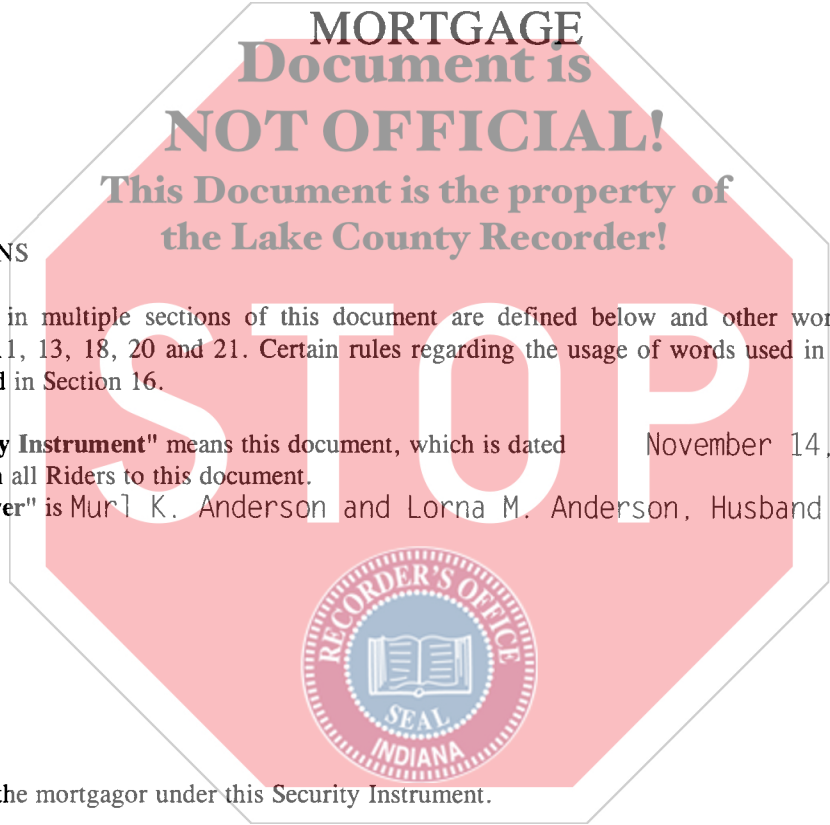 MORTGAGE
Document is
NOT OFFICIAL!
This Document is the property of
the Lake County Recorder!
NS
in multiple sections of this document are defined below and other wor
11, 13, 18, 20 and 21. Certain rules regarding the usage of words used in
d in Section 16.
y Instrument" means this document, which is dated November 14,
n all Riders to this document.
er" is Murl K. Anderson and Lorna M. Anderson, Husband
STOP
RECORDER'S OFFICE
SEAL
INDIANA
the mortgagor under this Security Instrument.